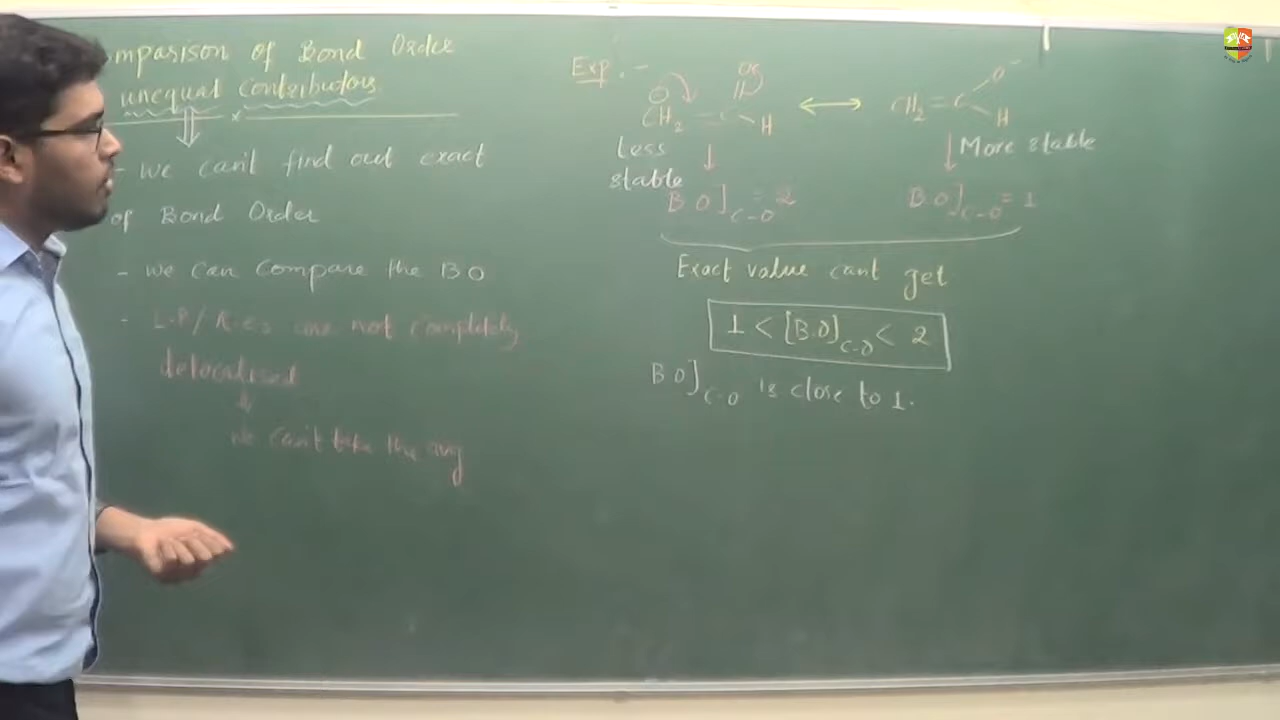 mparison of Bond Order
unequal Contributors
- we can't find out exact
of Bond Order
- we can compare the B O
- L.P/ are not completely
delocalised
we can't take the avg
Exp. -
CH2 - C - H
O
CH2 = C - H
O-
Less
stable
More stable
B O]C-O = 2
B O]C-O = 1
Exact value cant get
1 < [B.O]C-O < 2
B O]C-O is close to 1.